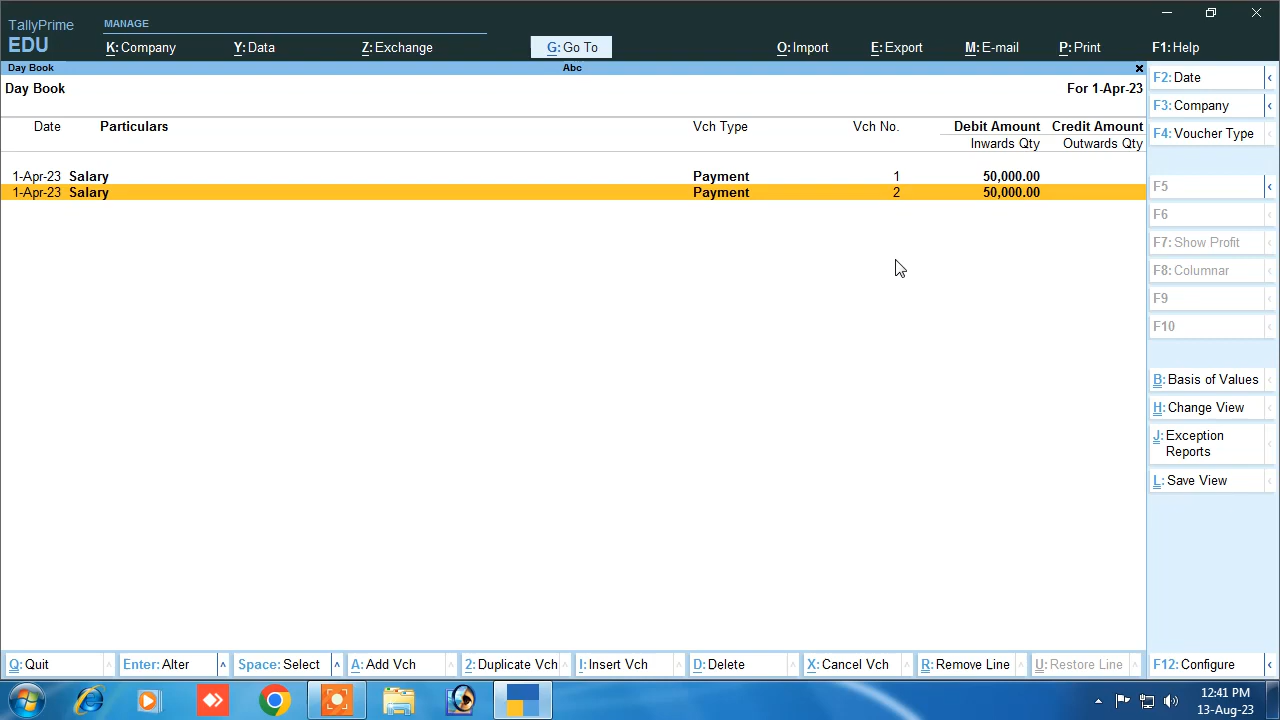 TallyPrime
EDU
MANAGE
K: Company
Y: Data
Z: Exchange
G: Go To
O: Import
E: Export
M: E-mail
P: Print
F1: Help
Day Book
Abc
Day Book
For 1-Apr-23
Date Particulars Vch Type Vch No. Debit Amount Credit Amount
Inwards Qty Outwards Qty
1-Apr-23 Salary Payment 1 50,000.00
1-Apr-23 Salary Payment 2 50,000.00
F2: Date
F3: Company
F4: Voucher Type
F5
F6
F7: Show Profit
F8: Columnar
F9
F10
B: Basis of Values
H: Change View
J: Exception
Reports
L: Save View
Q: Quit
Enter: Alter
Space: Select
A: Add Vch
2: Duplicate Vch
I: Insert Vch
D: Delete
X: Cancel Vch
R: Remove Line
U: Restore Line
F12: Configure
12:41 PM
13-Aug-23